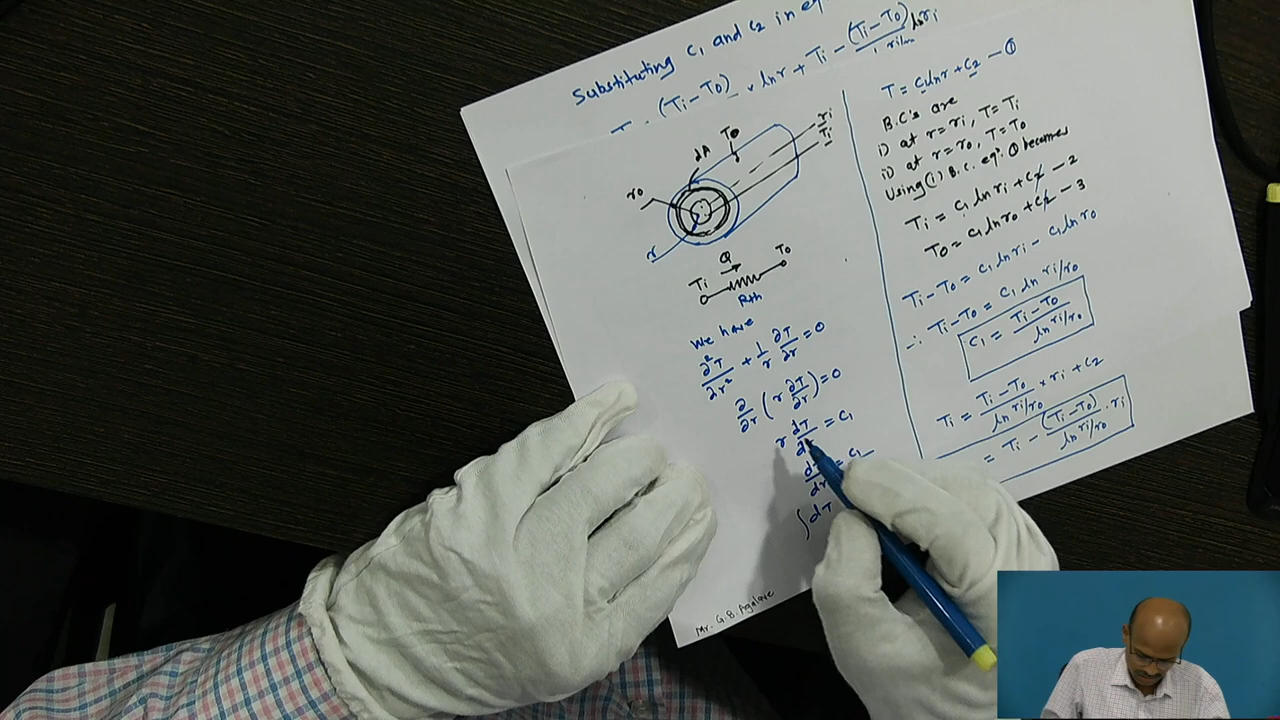 Substituting C1 and C2 in eq
(Ti-To) × ln r + Ti - (Ti-To) ln ri
T = C1 ln r + C2 — ①
B.C's are
i) at r = ri, T = Ti
ii) at r = ro, T = To
Using (i) B.C. eqn. ① becomes
Ti = C1 ln ri + C2 — 2
To = C1 ln ro + C2 — 3
Ti - To = C1 ln ri - C1 ln ro
∴ Ti - To = C1 ln ri/ro
C1 = (Ti - To) / (ln ri/ro)
Ti = (Ti - To) / (ln ri/ro) × ri + C2
= Ti - (Ti - To) / (ln ri/ro) . ri
dA
To
ri
Ti
ro
r
Q
Ti
To
Rth
We have
∂²T/∂r² + 1/r ∂T/∂r = 0
∂/∂r (r ∂T/∂r) = 0
r dT/ = C1
dT/dr = C1
∫ dT
Mr. G.B. Agalave